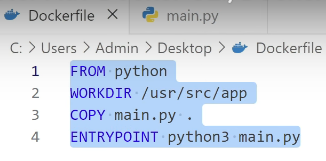 Dockerfile
main.py
C: > Users > Admin > Desktop > Dockerfile
1 FROM python
2 WORKDIR /usr/src/app
3 COPY main.py .
4 ENTRYPOINT python3 main.py